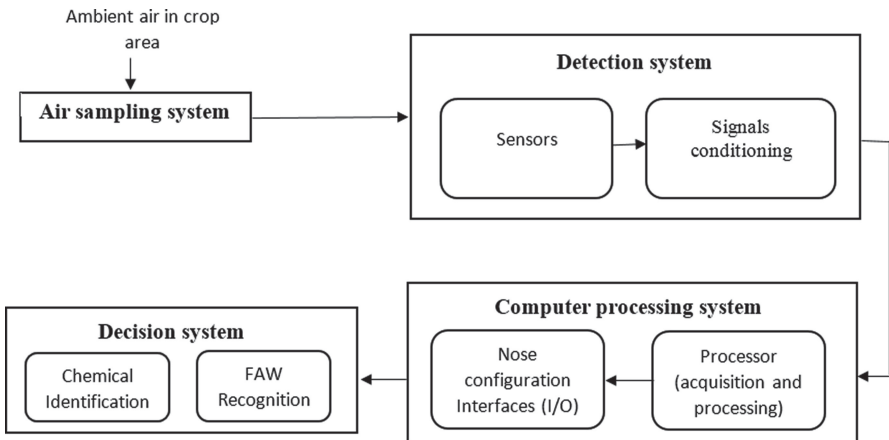 Ambient air in crop
area
Air sampling system
Detection system
Sensors
Signals
conditioning
Computer processing system
Processor
(acquisition and
processing)
Nose
configuration
Interfaces (I/O)
Decision system
Chemical
Identification
FAW
Recognition